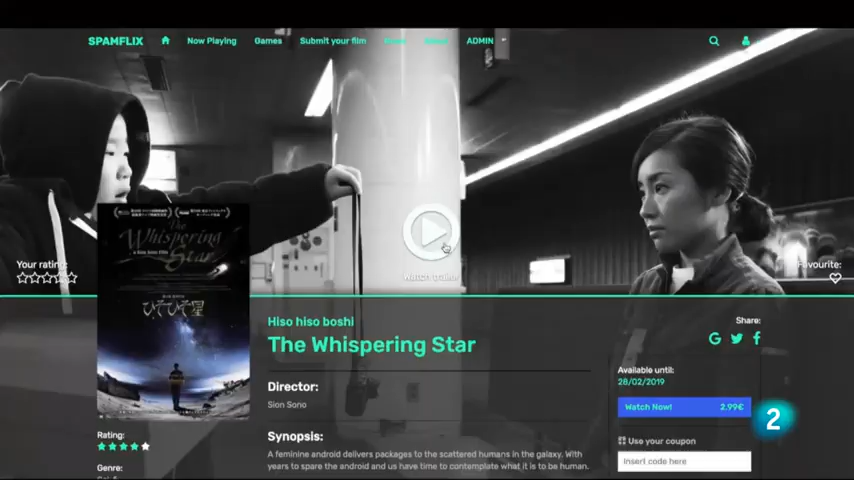 SPAMFLIX
Now Playing
Games
Submit your film
ADMIN
Your rating:
Favourite:
The
Whispering
Star
ひそひそ星
Hiso hiso boshi
The Whispering Star
Share:
Director:
Sion Sono
Available until:
28/02/2019
Watch Now! 2.99€
2
Synopsis:
A feminine android delivers packages to the scattered humans in the galaxy. With
years to spare the android and us have time to contemplate what it is to be human.
Use your coupon
Insert code here
Rating:
Genre: